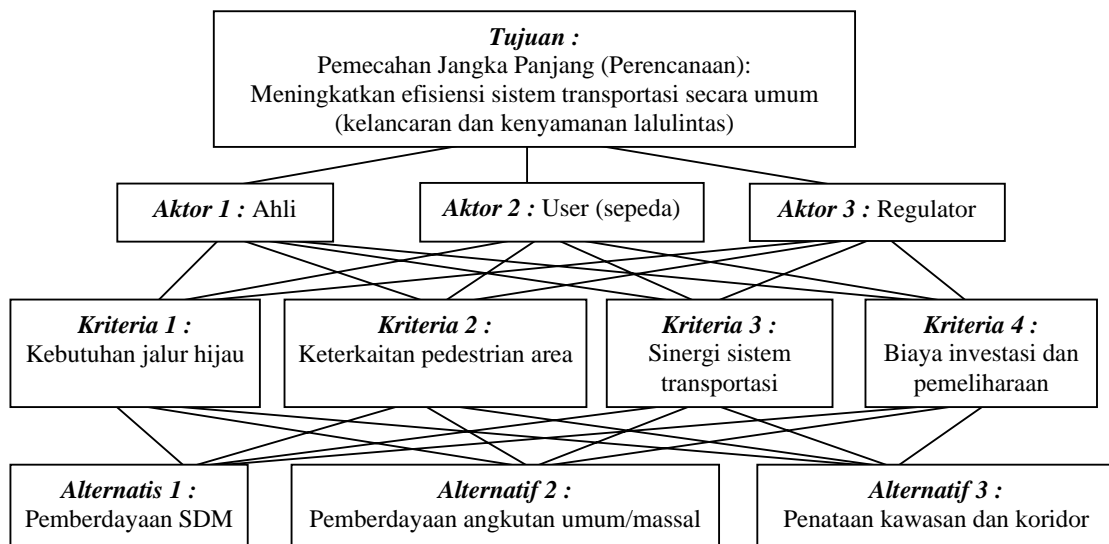 Tujuan :
Pemecahan Jangka Panjang (Perencanaan):
Meningkatkan efisiensi sistem transportasi secara umum
(kelancaran dan kenyamanan lalulintas)
Aktor 1 : Ahli
Aktor 2 : User (sepeda)
Aktor 3 : Regulator
Kriteria 1 :
Kebutuhan jalur hijau
Kriteria 2 :
Keterkaitan pedestrian area
Kriteria 3 :
Sinergi sistem
transportasi
Kriteria 4 :
Biaya investasi dan
pemeliharaan
Alternatis 1 :
Pemberdayaan SDM
Alternatif 2 :
Pemberdayaan angkutan umum/massal
Alternatif 3 :
Penataan kawasan dan koridor